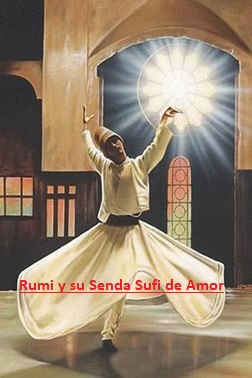 Rumi y su Senda Sufi de Amor